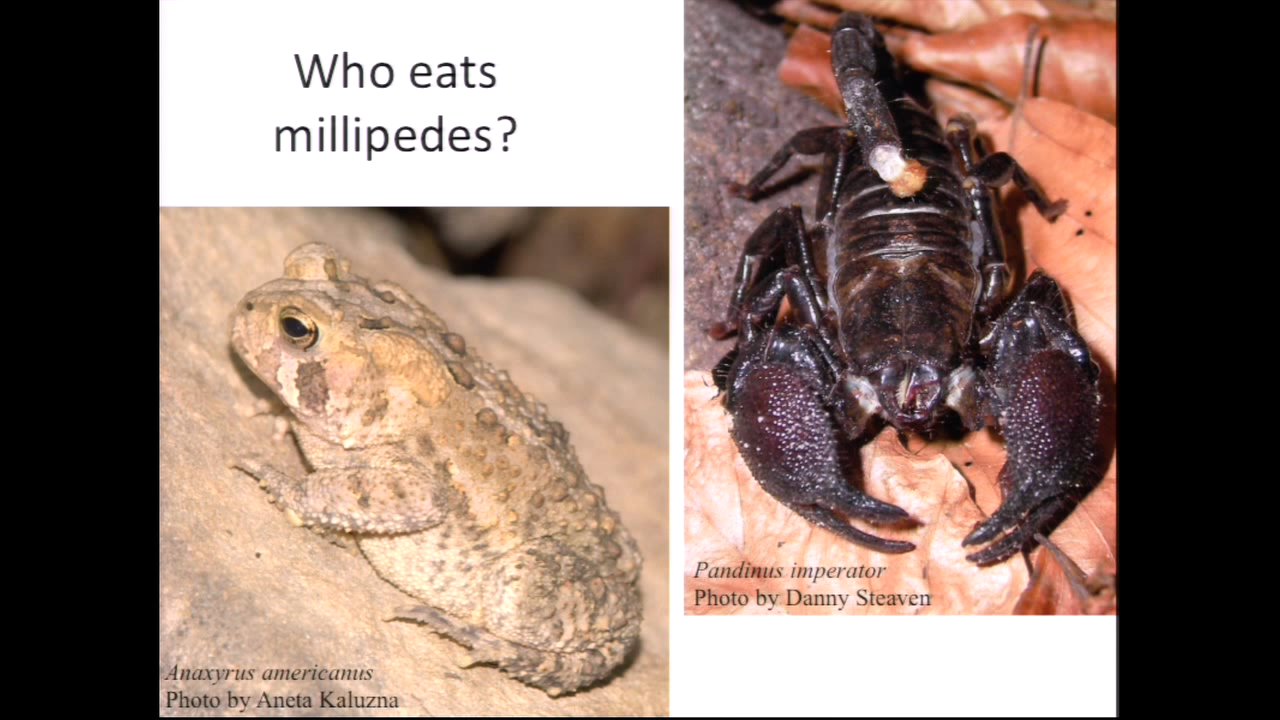 Who eats
millipedes?
Pandinus imperator
Photo by Danny Steaven
Anaxyrus americanus
Photo by Aneta Kaluzna